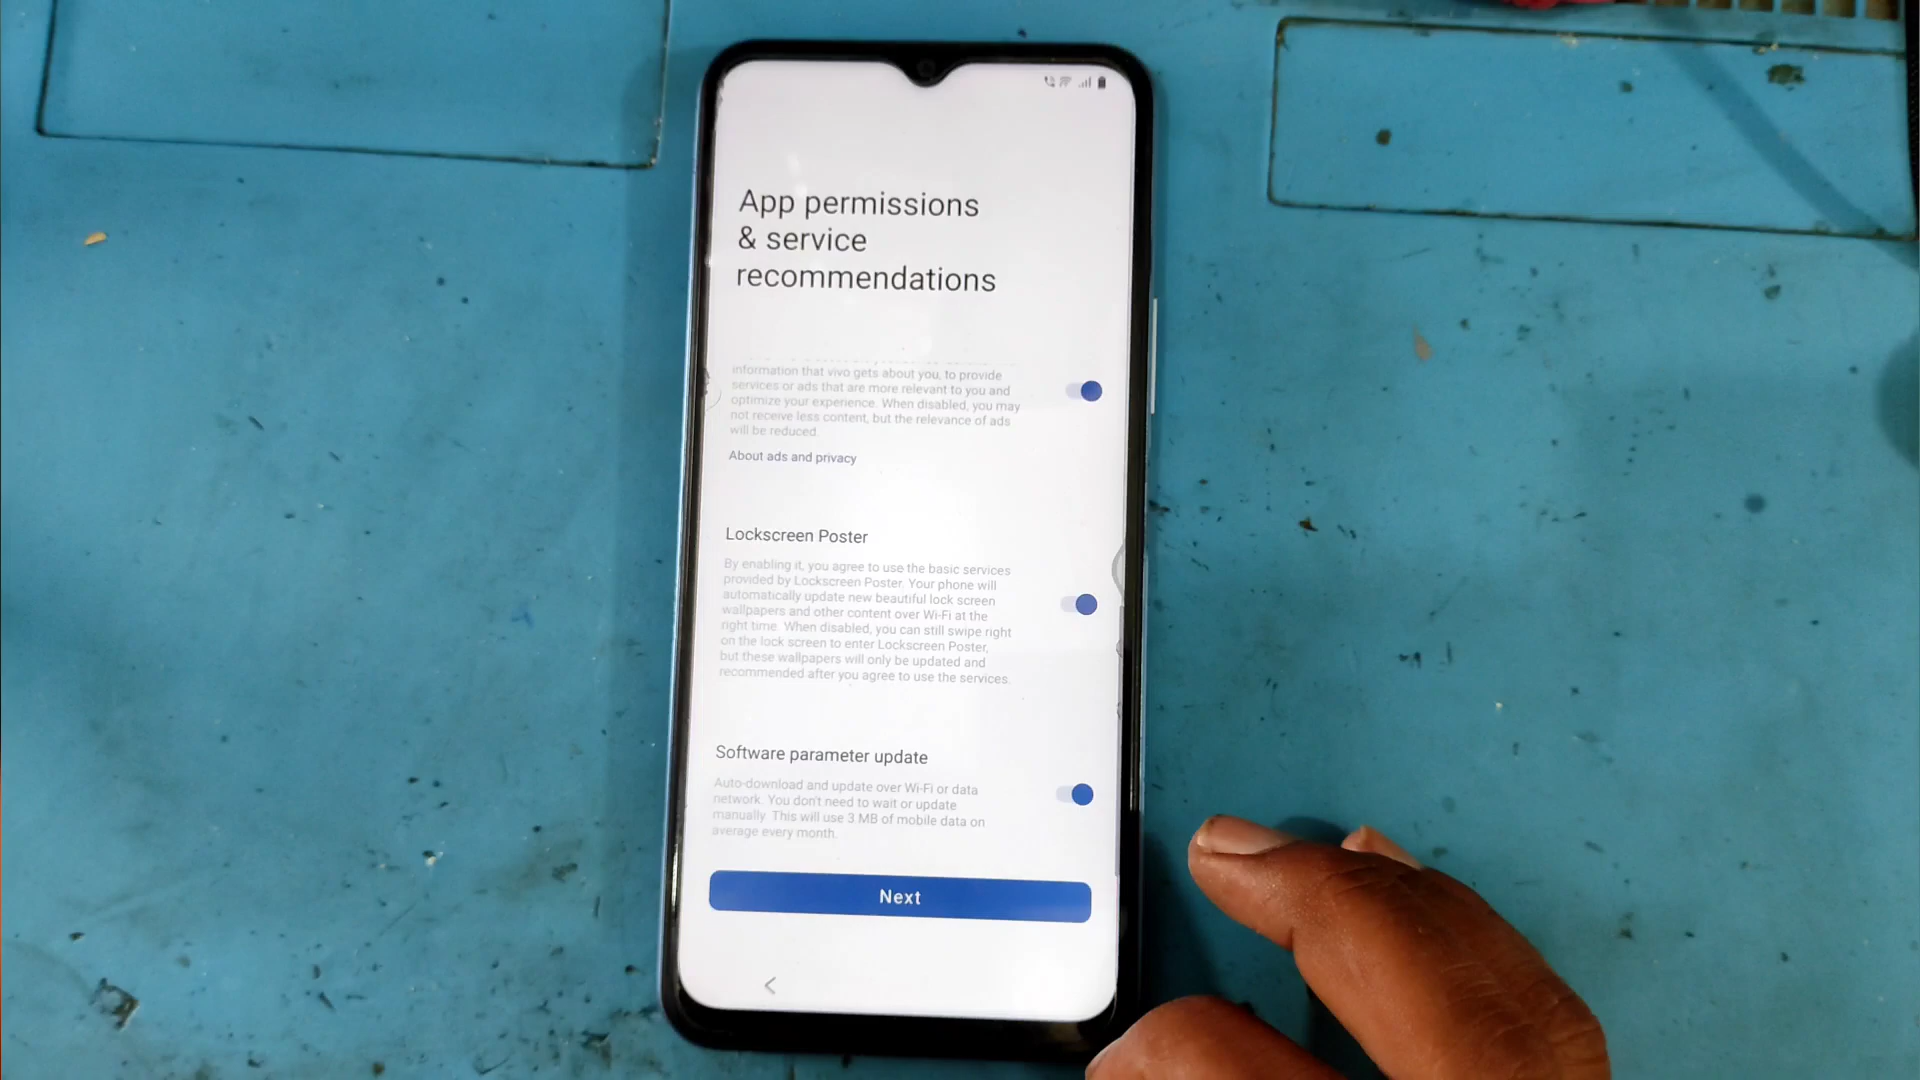 App permissions
& service
recommendations
information that vivo gets about you, to provide
services or ads that are more relevant to you and
optimize your experience. When disabled, you may
not receive less content, but the relevance of ads
will be reduced.
About ads and privacy
Lockscreen Poster
By enabling it, you agree to use the basic services
provided by Lockscreen Poster. Your phone will
automatically update new beautiful lock screen
wallpapers and other content over Wi-Fi at the
right time. When disabled, you can still swipe right
on the lock screen to enter Lockscreen Poster,
but these wallpapers will only be updated and
recommended after you agree to use the services.
Software parameter update
Auto-download and update over Wi-Fi or data
network. You don't need to wait or update
manually. This will use 3 MB of mobile data on
average every month.
Next